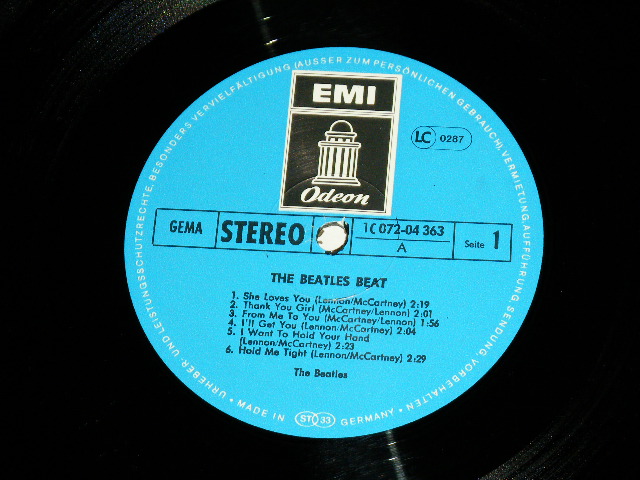 URHEBER- UND LEISTUNGSSCHUTZRECHTE, BESONDERS VERVIELFÄLTIGUNG (AUSSER ZUM PERSÖNLICHEN GEBRAUCH), VERMIETUNG, AUFFÜHRUNG, SENDUNG, VORBEHALTEN
EMI
Odeon
LC 0287
GEMA
STEREO
1C 072-04 363
A
Seite 1
THE BEATLES BEAT
1. She Loves You (Lennon/McCartney) 2:19
2. Thank You Girl (McCartney/Lennon) 2:01
3. From Me To You (McCartney/Lennon) 1:56
4. I'll Get You (Lennon/McCartney) 2:04
5. I Want To Hold Your Hand
(Lennon/McCartney) 2:23
6. Hold Me Tight (Lennon/McCartney) 2:29
The Beatles
• MADE IN ST 33 GERMANY •